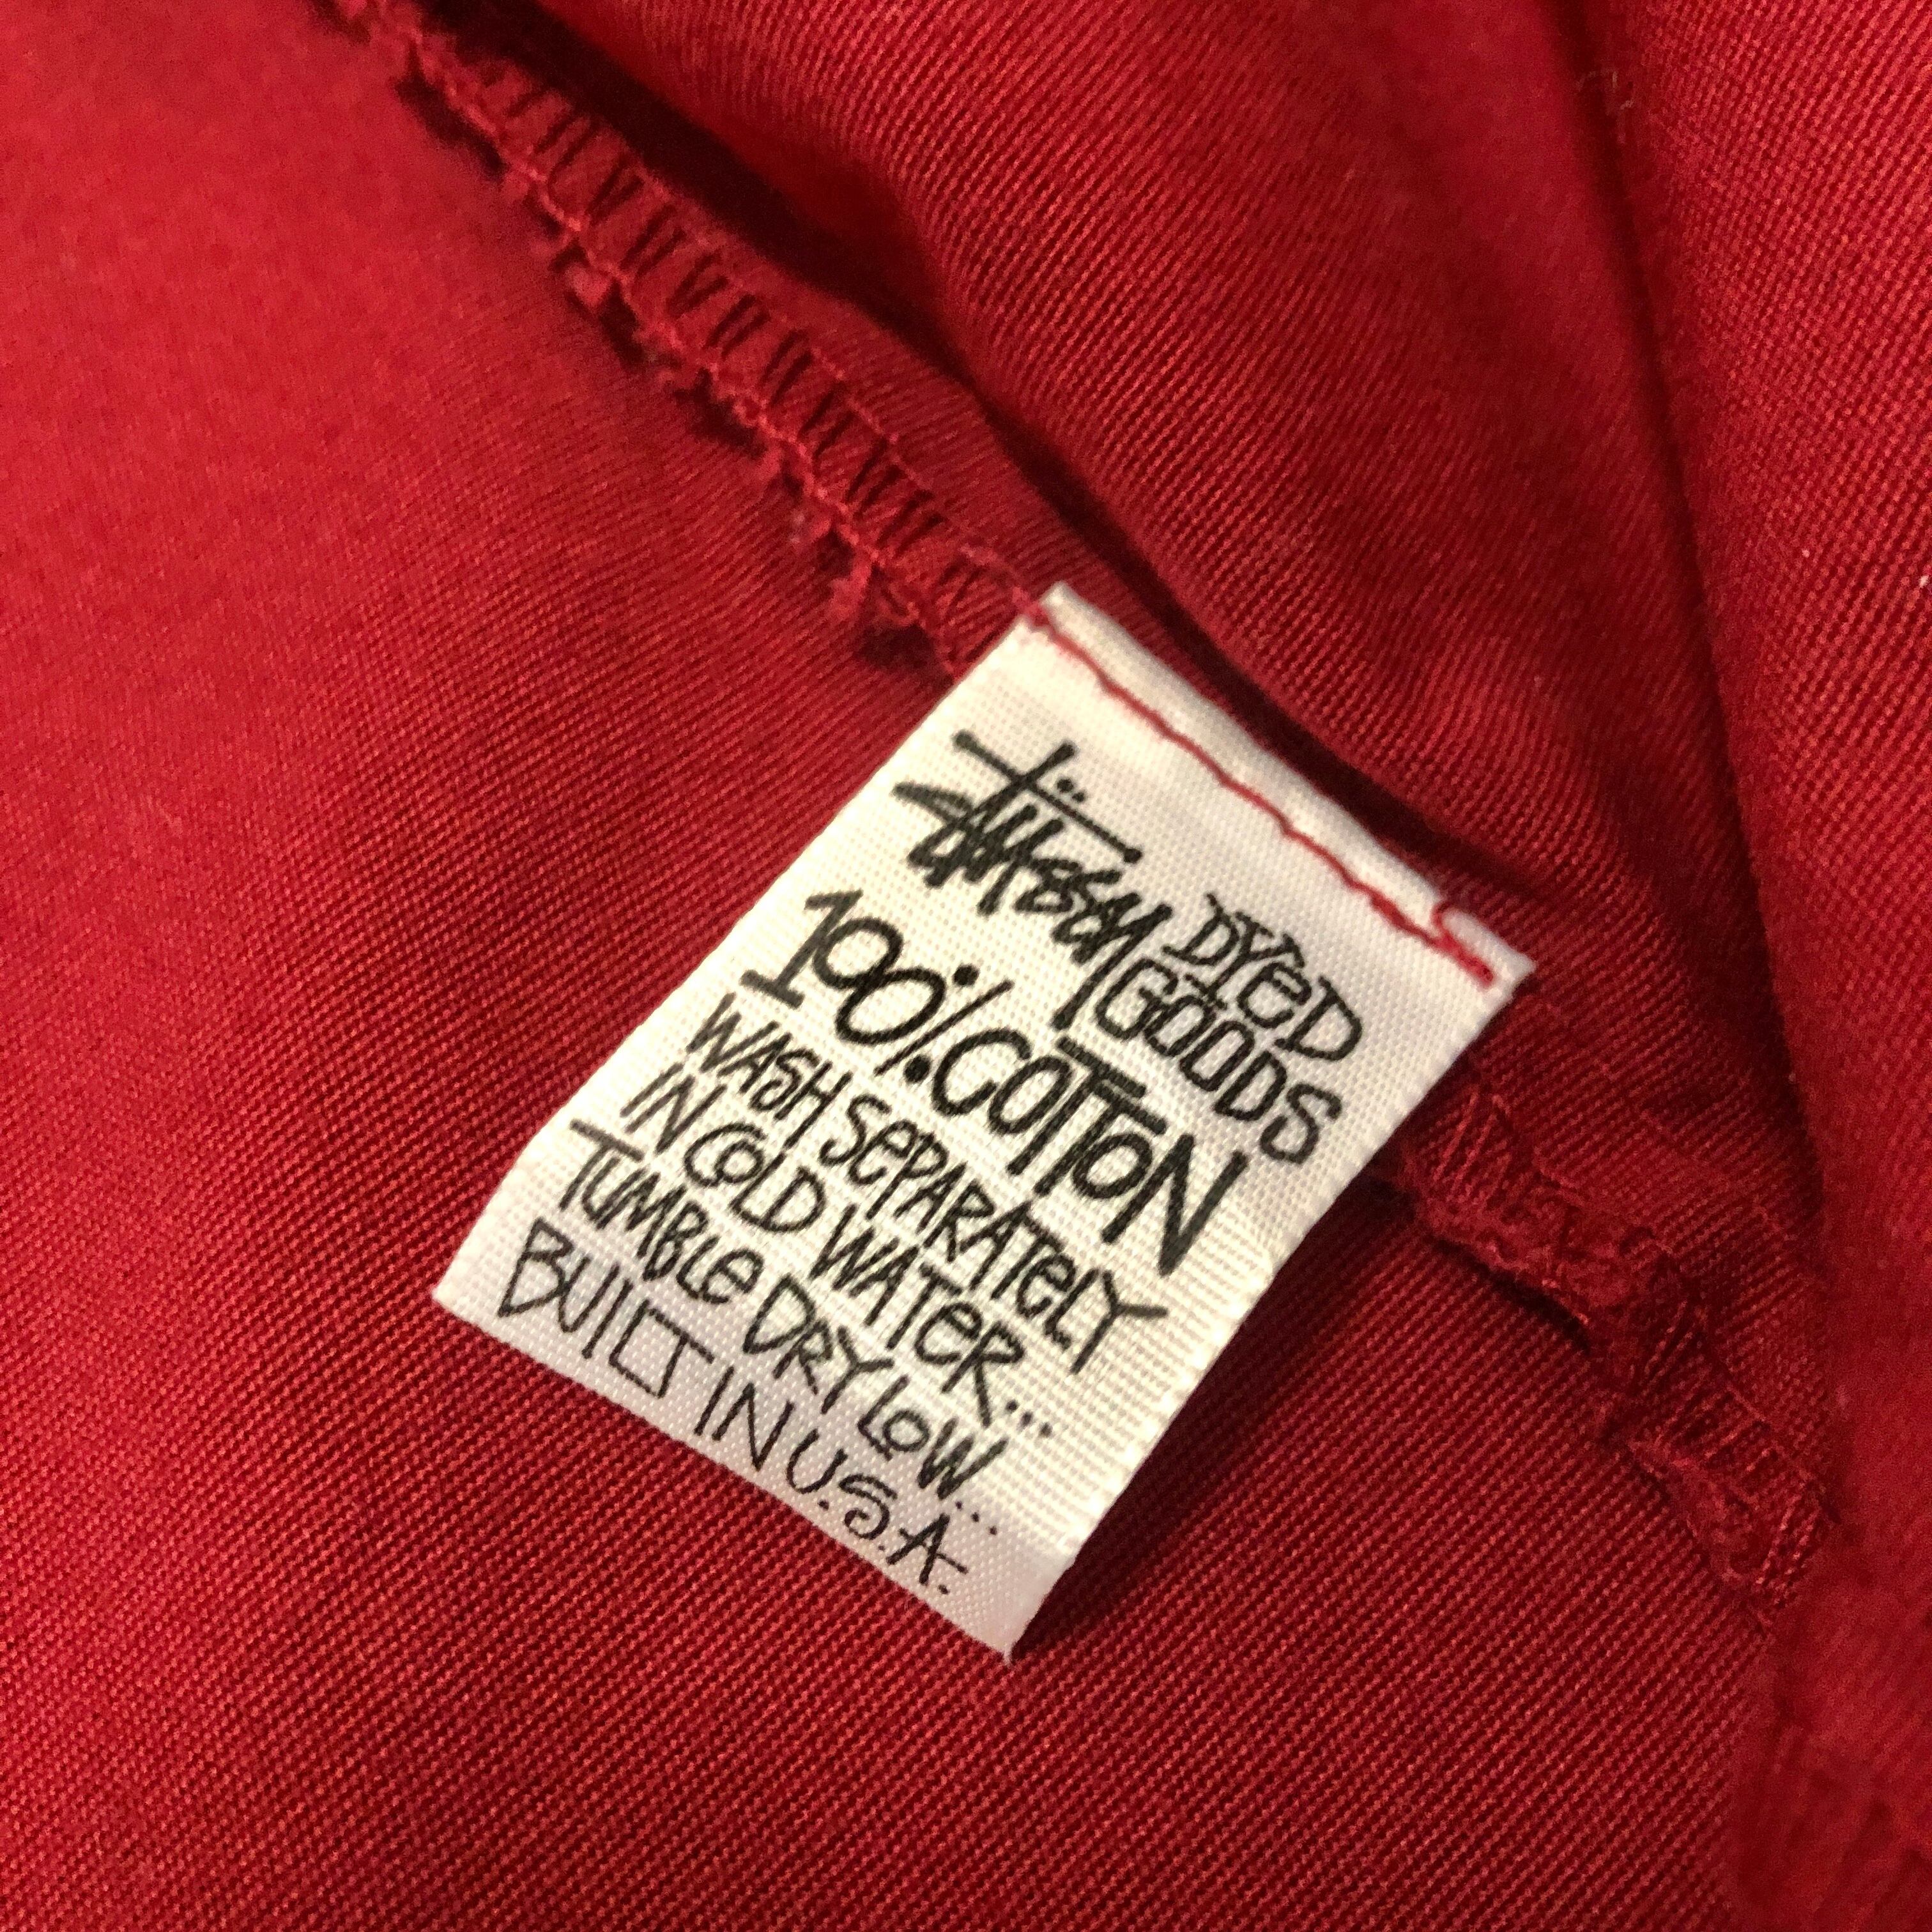 Stüssy DYeD
GOODS
100% COTTON
WASH SePARATeLY
IN COLD WATeR...
TUMBLe DRY LOW...
BUILT IN U.S.A.